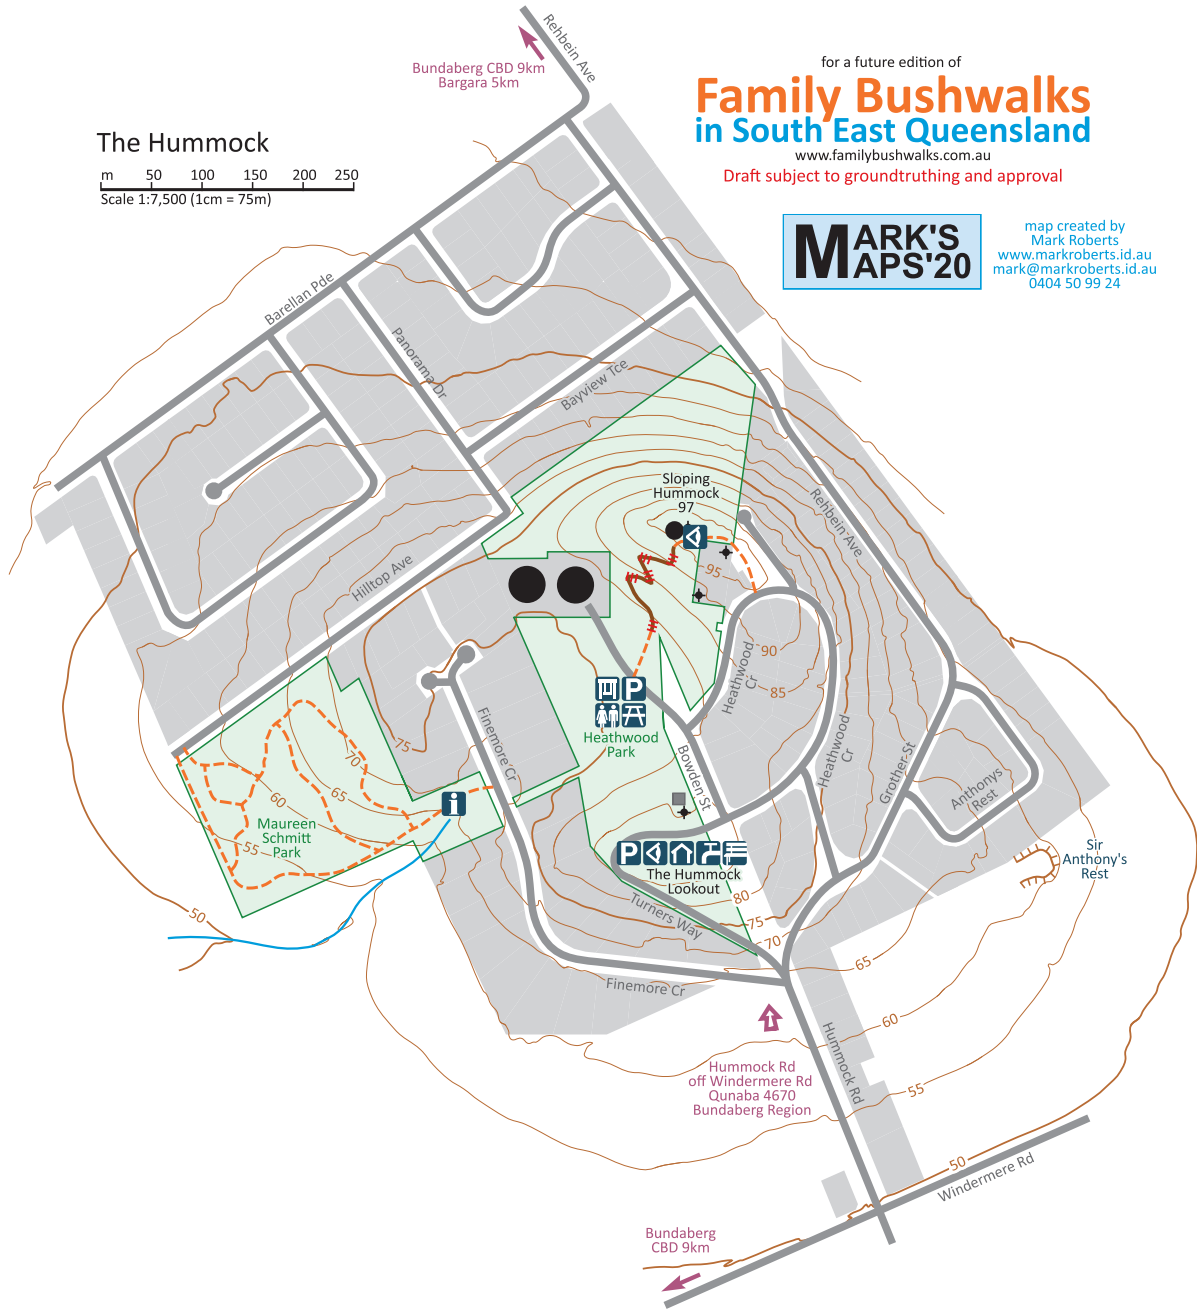 Rehbein Ave
Bundaberg CBD 9km
Bargara 5km
for a future edition of
Family Bushwalks
in South East Queensland
www.familybushwalks.com.au
Draft subject to groundtruthing and approval
The Hummock
m 50 100 150 200 250
Scale 1:7,500 (1cm = 75m)
MARK'S
MAPS'20
map created by
Mark Roberts
www.markroberts.id.au
mark@markroberts.id.au
0404 50 99 24
Barellan Pde
Panorama Dr
Bayview Tce
Sloping
Hummock
97
Rehbein Ave
Hilltop Ave
95
90
85
Heathwood
Cr
P
Heathwood
Park
Finemore Cr
75
70
65
60
55
Maureen
Schmitt
Park
i
Bowden St
Heathwood
Cr
Grother St
Anthonys
Rest
Sir
Anthony's
Rest
P
The Hummock
Lookout
80
75
70
65
60
55
50
Turners Way
50
Finemore Cr
Hummock Rd
Hummock Rd
off Windermere Rd
Qunaba 4670
Bundaberg Region
Windermere Rd
Bundaberg
CBD 9km